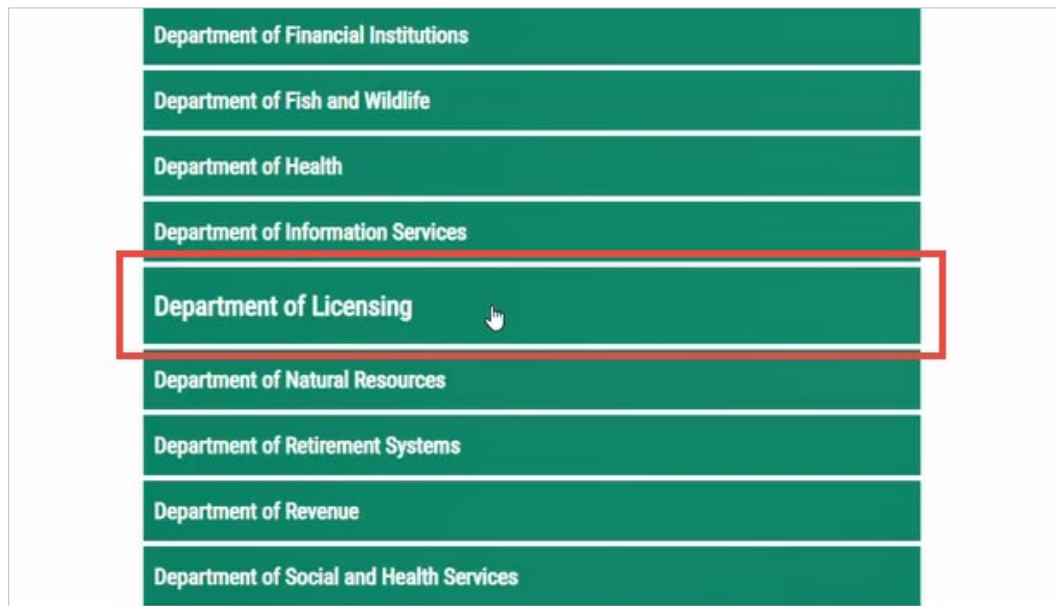 Department of Financial Institutions
Department of Fish and Wildlife
Department of Health
Department of Information Services
Department of Licensing
Department of Natural Resources
Department of Retirement Systems
Department of Revenue
Department of Social and Health Services